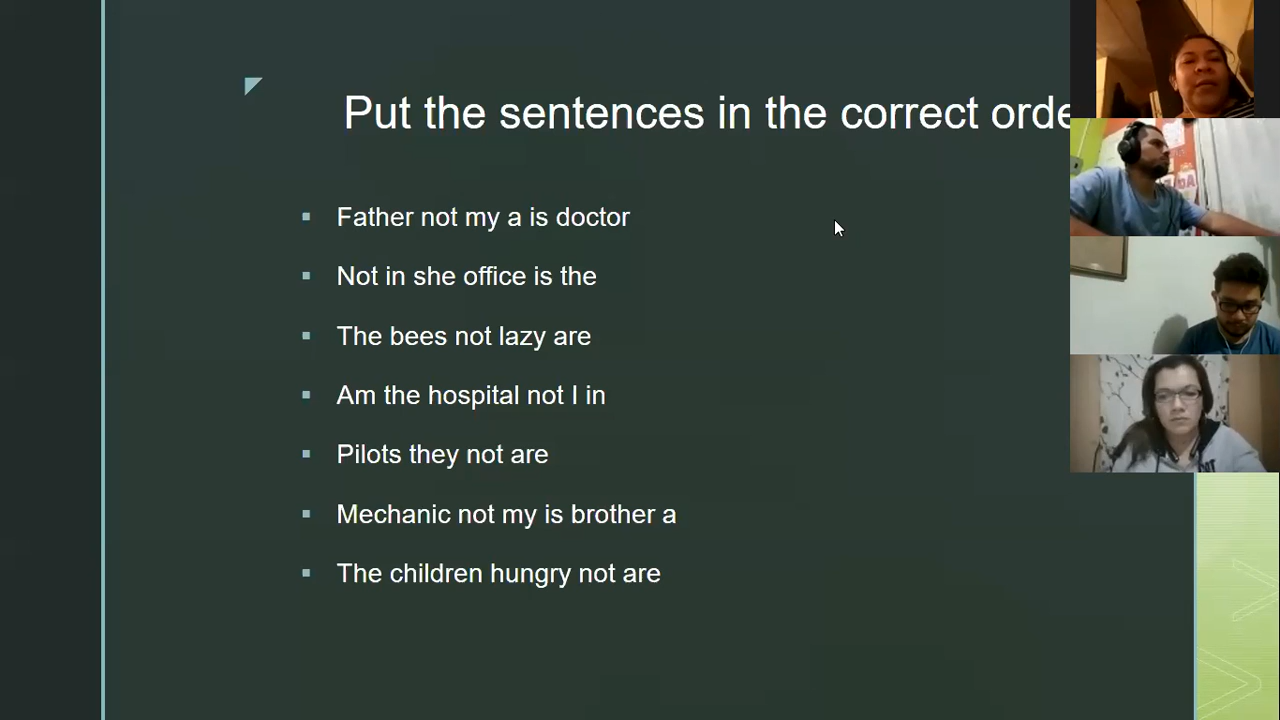 Put the sentences in the correct orde
Father not my a is doctor
Not in she office is the
The bees not lazy are
Am the hospital not I in
Pilots they not are
Mechanic not my is brother a
The children hungry not are